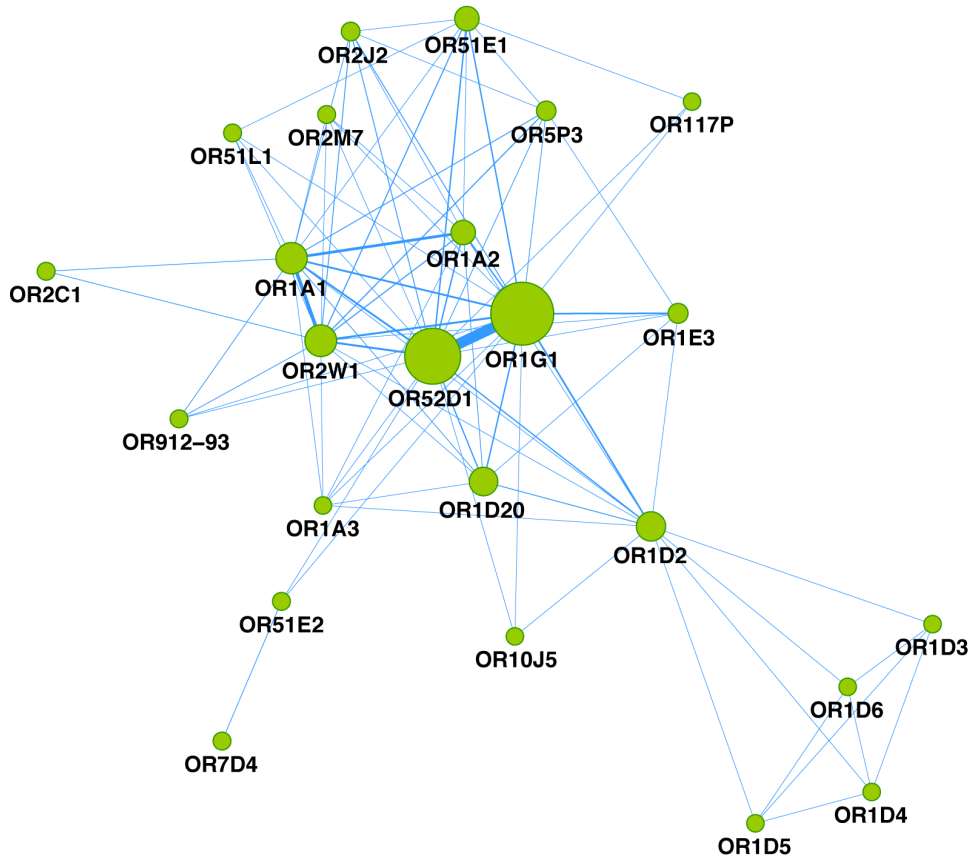 OR51E1
OR2J2
OR117P
OR5P3
OR2M7
OR51L1
OR1A2
OR1A1
OR2C1
OR1E3
OR1G1
OR2W1
OR52D1
OR912–93
OR1D20
OR1A3
OR1D2
OR51E2
OR1D3
OR10J5
OR1D6
OR7D4
OR1D4
OR1D5